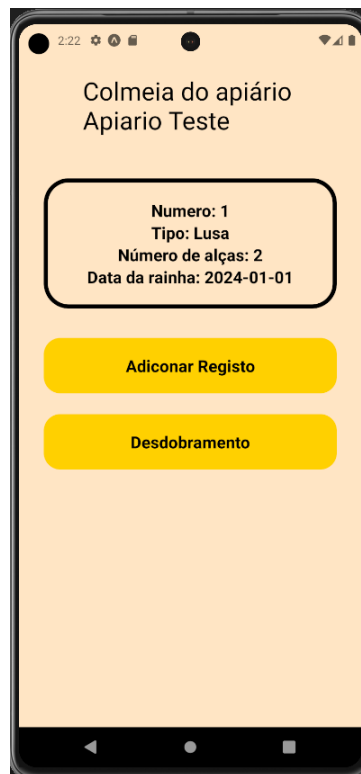 2:22
Colmeia do apiário
Apiario Teste
Numero: 1
Tipo: Lusa
Número de alças: 2
Data da rainha: 2024-01-01
Adiconar Registo
Desdobramento